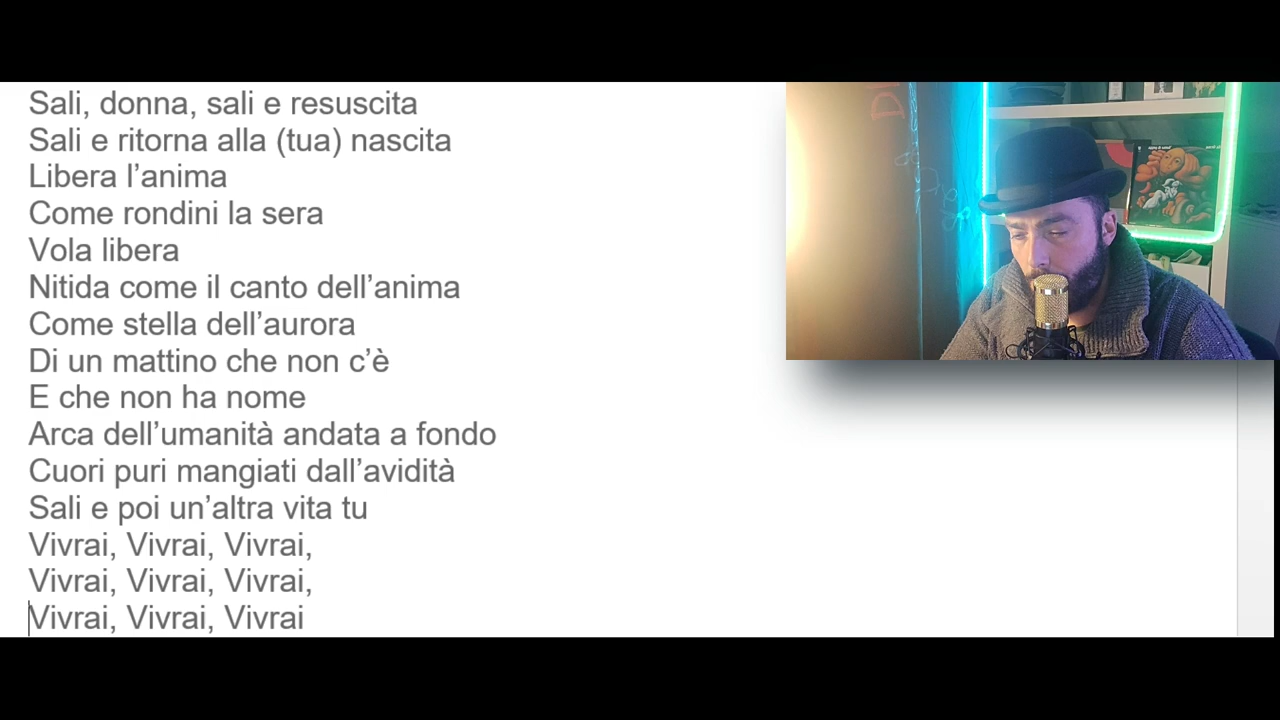 Sali, donna, sali e resuscita
Sali e ritorna alla (tua) nascita
Libera l’anima
Come rondini la sera
Vola libera
Nitida come il canto dell’anima
Come stella dell’aurora
Di un mattino che non c’è
E che non ha nome
Arca dell’umanità andata a fondo
Cuori puri mangiati dall’avidità
Sali e poi un’altra vita tu
Vivrai, Vivrai, Vivrai,
Vivrai, Vivrai, Vivrai,
Vivrai, Vivrai, Vivrai